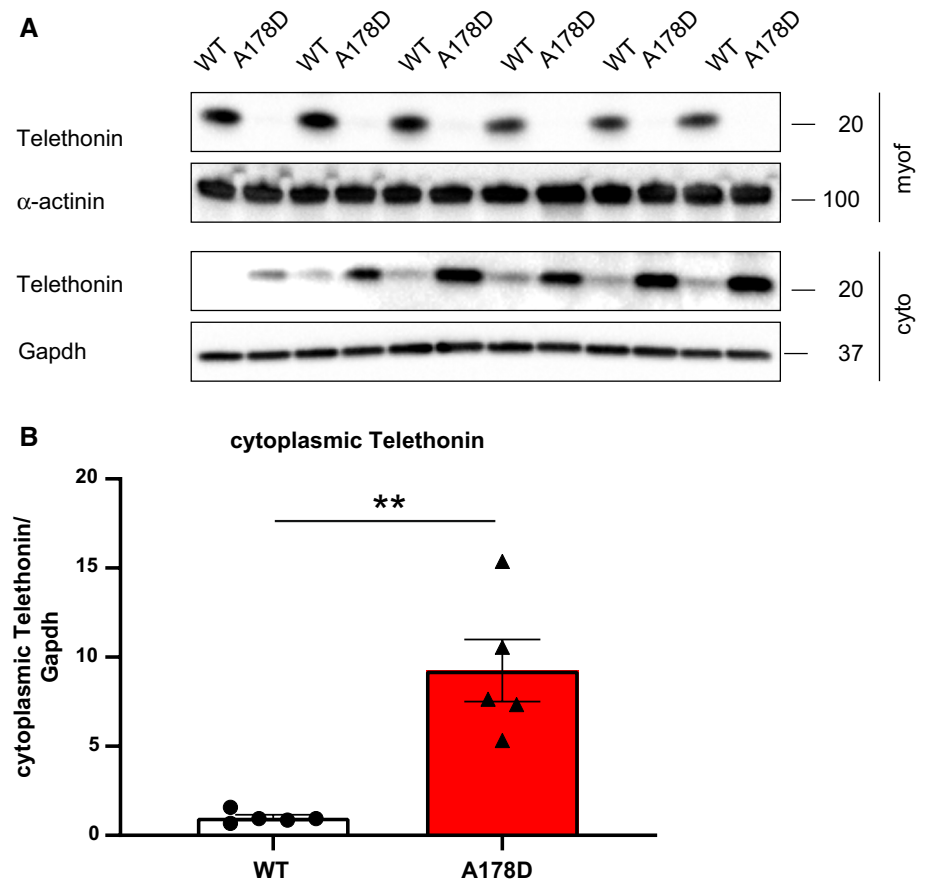 A
WT A178D WT A178D WT A178D WT A178D WT A178D WT A178D
Telethonin
20
α-actinin
100
myof
Telethonin
20
Gapdh
37
cyto
B
cytoplasmic Telethonin
**
cytoplasmic Telethonin/
Gapdh
20
15
10
5
0
WT
A178D